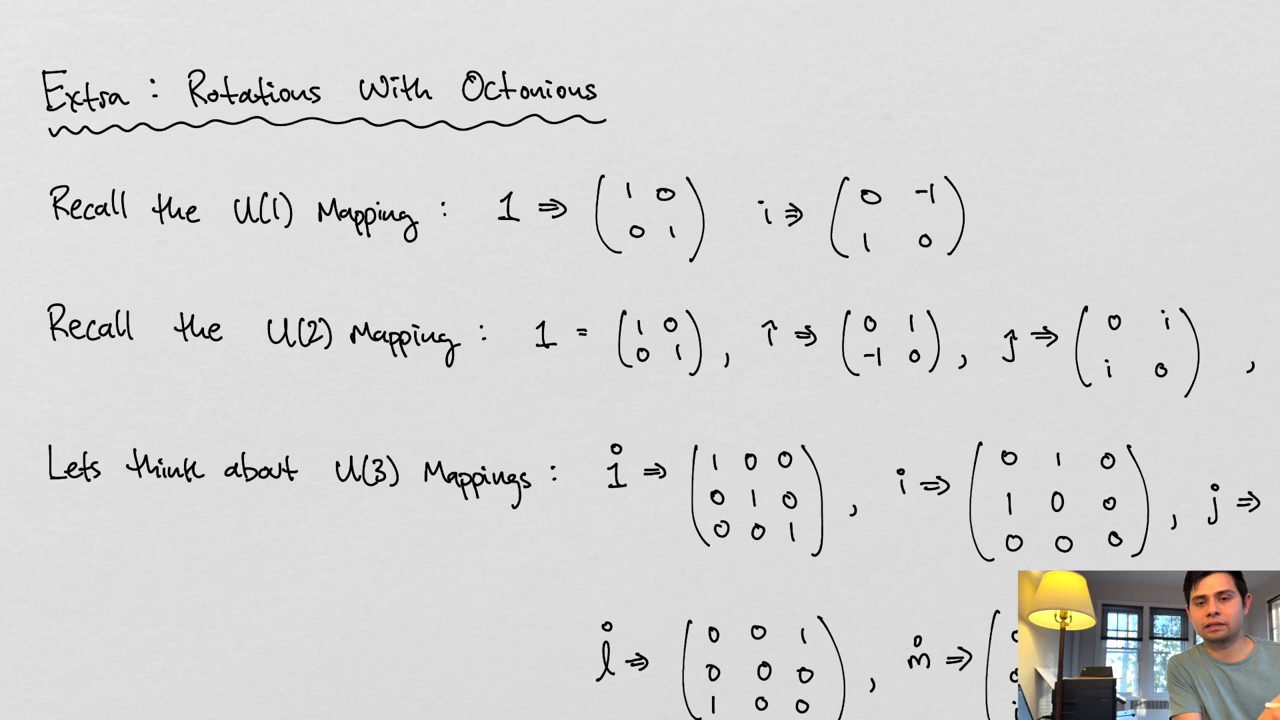 Extra : Rotations With Octonious
Recall the U(1) Mapping : 1 ⇒ ( 1 0 ; 0 1 ) i ⇒ ( 0 -1 ; 1 0 )
Recall the U(2) Mapping : 1 = ( 1 0 ; 0 1 ) , î ⇒ ( 0 1 ; -1 0 ) , ĵ ⇒ ( 0 i ; i 0 ) ,
Lets think about U(3) Mappings : 1̊ ⇒ ( 1 0 0 ; 0 1 0 ; 0 0 1 ) , i̊ ⇒ ( 0 1 0 ; 1 0 0 ; 0 0 0 ) , j̊ ⇒
l̊ ⇒ ( 0 0 1 ; 0 0 0 ; 1 0 0 ) , m̊ ⇒ (